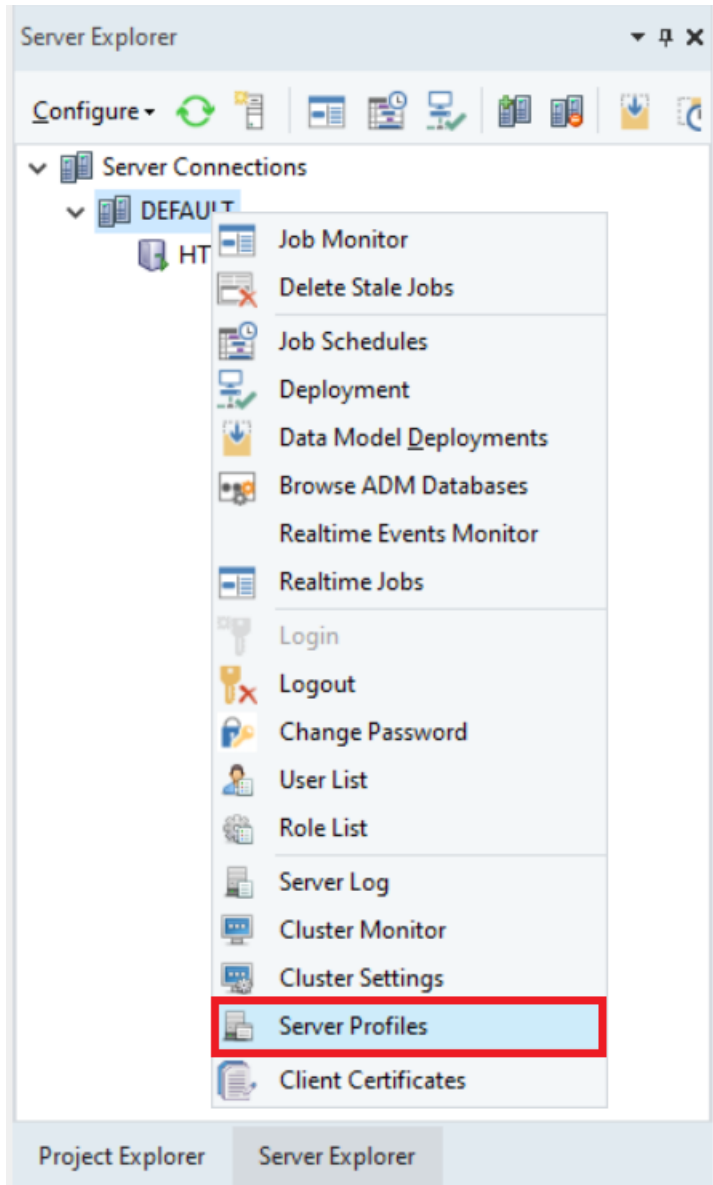 Server Explorer
Configure
Server Connections
DEFAULT
HT
Job Monitor
Delete Stale Jobs
Job Schedules
Deployment
Data Model Deployments
Browse ADM Databases
Realtime Events Monitor
Realtime Jobs
Login
Logout
Change Password
User List
Role List
Server Log
Cluster Monitor
Cluster Settings
Server Profiles
Client Certificates
Project Explorer Server Explorer